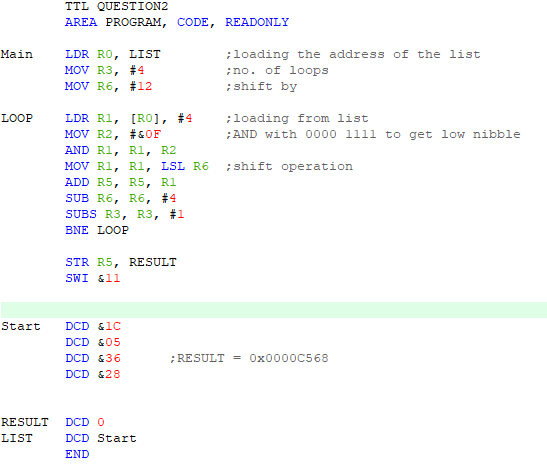 TTL QUESTION2
AREA PROGRAM, CODE, READONLY
Main LDR R0, LIST ;loading the address of the list
MOV R3, #4 ;no. of loops
MOV R6, #12 ;shift by
LOOP LDR R1, [R0], #4 ;loading from list
MOV R2, #&0F ;AND with 0000 1111 to get low nibble
AND R1, R1, R2
MOV R1, R1, LSL R6 ;shift operation
ADD R5, R5, R1
SUB R6, R6, #4
SUBS R3, R3, #1
BNE LOOP
STR R5, RESULT
SWI &11
Start DCD &1C
DCD &05
DCD &36 ;RESULT = 0x0000C568
DCD &28
RESULT DCD 0
LIST DCD Start
END